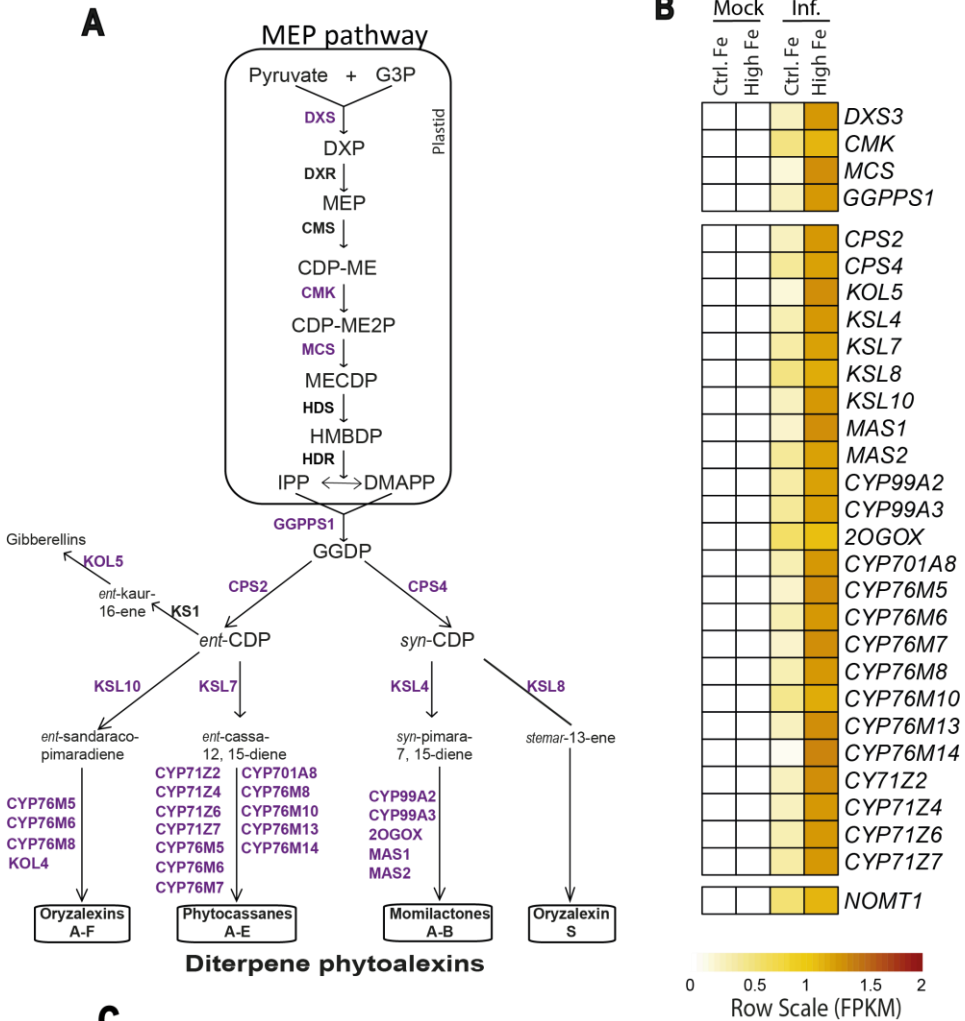 A
MEP pathway
Pyruvate + G3P
Plastid
DXS
DXP
DXR
MEP
CMS
CDP-ME
CMK
CDP-ME2P
MCS
MECDP
HDS
HMBDP
HDR
IPP DMAPP
GGPPS1
GGDP
Gibberellins
KOL5
ent-kaur-
16-ene
KS1
CPS2
CPS4
ent-CDP
syn-CDP
KSL10
KSL7
KSL4
KSL8
ent-sandaraco-
pimaradiene
ent-cassa-
12, 15-diene
syn-pimara-
7, 15-diene
stemar-13-ene
CYP76M5
CYP76M6
CYP76M8
KOL4
CYP71Z2 CYP701A8
CYP71Z4 CYP76M8
CYP71Z6 CYP76M10
CYP71Z7 CYP76M13
CYP76M5 CYP76M14
CYP76M6
CYP76M7
CYP99A2
CYP99A3
2OGOX
MAS1
MAS2
Oryzalexins
A-F
Phytocassanes
A-E
Momilactones
A-B
Oryzalexin
S
Diterpene phytoalexins
C
B
Mock Inf.
Ctrl. Fe
High Fe
Ctrl. Fe
High Fe
DXS3
CMK
MCS
GGPPS1
CPS2
CPS4
KOL5
KSL4
KSL7
KSL8
KSL10
MAS1
MAS2
CYP99A2
CYP99A3
2OGOX
CYP701A8
CYP76M5
CYP76M6
CYP76M7
CYP76M8
CYP76M10
CYP76M13
CYP76M14
CY71Z2
CYP71Z4
CYP71Z6
CYP71Z7
NOMT1
0 0.5 1 1.5 2
Row Scale (FPKM)